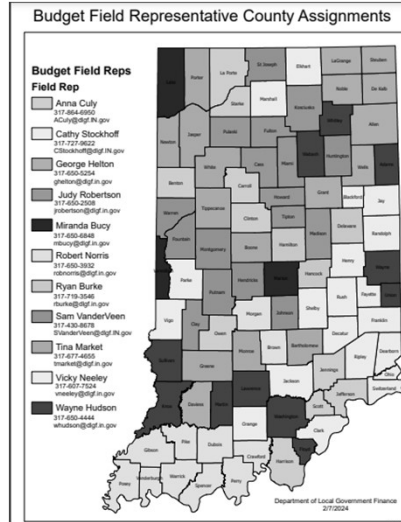 Budget Field Representative County Assignments
Budget Field Reps
Field Rep
Anna Culy
317-864-6950
ACuly@dlgf.IN.gov
Cathy Stockhoff
317-727-9622
CStockhoff@dlgf.in.gov
George Helton
317-650-5254
ghelton@dlgf.in.gov
Judy Robertson
317-650-2508
jrobertson@dlgf.in.gov
Miranda Bucy
317-650-6848
mbucy@dlgf.in.gov
Robert Norris
317-650-3932
robnorris@dlgf.in.gov
Ryan Burke
317-719-3546
rburke@dlgf.in.gov
Sam VanderVeen
317-430-8678
SVanderVeen@dlgf.IN.gov
Tina Market
317-677-4655
tmarket@dlgf.in.gov
Vicky Neeley
317-607-7524
vneeley@dlgf.in.gov
Wayne Hudson
317-650-4444
whudson@dlgf.in.gov
Porter
La Porte
St Joseph
Elkhart
LaGrange
Steuben
Noble
De Kalb
Starke
Marshall
Kosciusko
Whitley
Allen
Newton
Jasper
Pulaski
Fulton
Wabash
Huntington
Wells
Adams
White
Cass
Miami
Benton
Carroll
Grant
Blackford
Jay
Warren
Tippecanoe
Howard
Clinton
Tipton
Madison
Delaware
Randolph
Fountain
Montgomery
Boone
Hamilton
Henry
Wayne
Parke
Putnam
Hendricks
Marion
Hancock
Rush
Fayette
Union
Vigo
Clay
Owen
Morgan
Johnson
Shelby
Franklin
Decatur
Sullivan
Greene
Monroe
Brown
Bartholomew
Ripley
Dearborn
Ohio
Jennings
Jackson
Jefferson
Switzerland
Knox
Daviess
Martin
Lawrence
Washington
Scott
Clark
Orange
Floyd
Gibson
Pike
Dubois
Crawford
Harrison
Posey
Vanderburgh
Warrick
Spencer
Perry
Department of Local Government Finance
2/7/2024